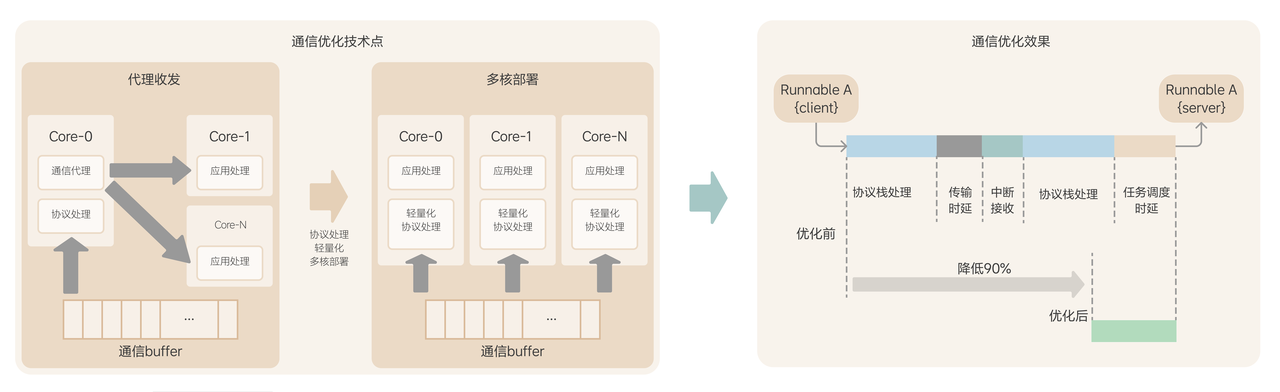 通信优化技术点
代理收发
Core-0
通信代理
协议处理
Core-1
应用处理
Core-N
应用处理
...
通信buffer
协议处理
轻量化
多核部署
多核部署
Core-0
应用处理
轻量化
协议处理
Core-1
应用处理
轻量化
协议处理
Core-N
应用处理
轻量化
协议处理
...
通信buffer
通信优化效果
Runnable A
{client}
Runnable A
{server}
协议栈处理
传输
时延
中断
接收
协议栈处理
任务调度
时延
优化前
降低90%
优化后